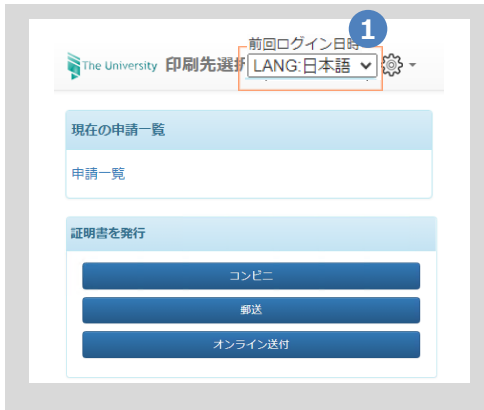 1
前回ログイン日時
The University 印刷先選択 LANG:日本語
現在の申請一覧
申請一覧
証明書を発行
コンビニ
郵送
オンライン送付